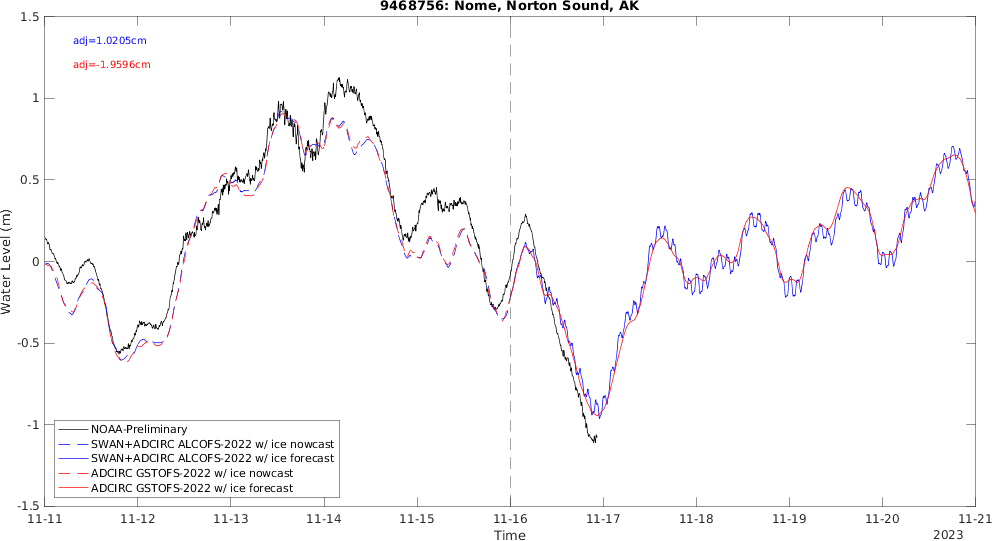 9468756: Nome, Norton Sound, AK
adj=1.0205cm
adj=-1.9596cm
Water Level (m)
1.5
1
0.5
0
-0.5
-1
-1.5
NOAA-Preliminary
SWAN+ADCIRC ALCOFS-2022 w/ ice nowcast
SWAN+ADCIRC ALCOFS-2022 w/ ice forecast
ADCIRC GSTOFS-2022 w/ ice nowcast
ADCIRC GSTOFS-2022 w/ ice forecast
11-11 11-12 11-13 11-14 11-15 11-16 11-17 11-18 11-19 11-20 11-21
Time
2023